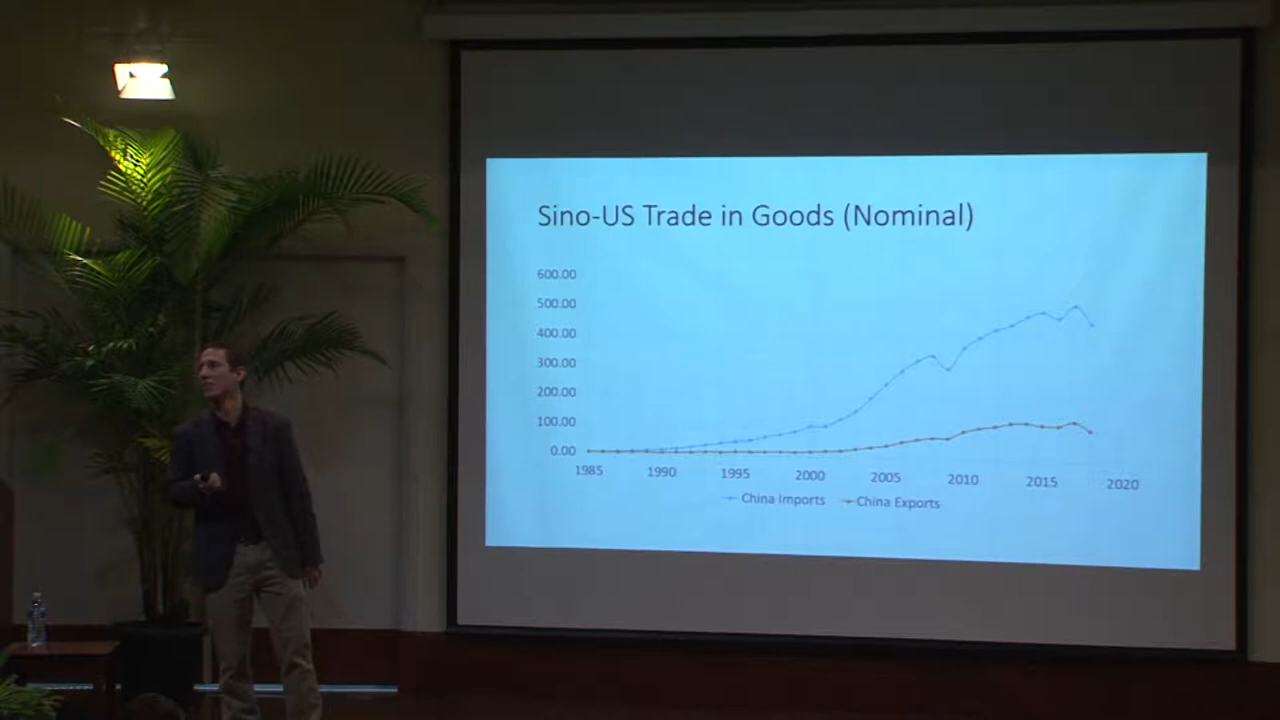 Sino-US Trade in Goods (Nominal)
600.00
500.00
400.00
300.00
200.00
100.00
0.00
1985 1990 1995 2000 2005 2010 2015 2020
China Imports China Exports